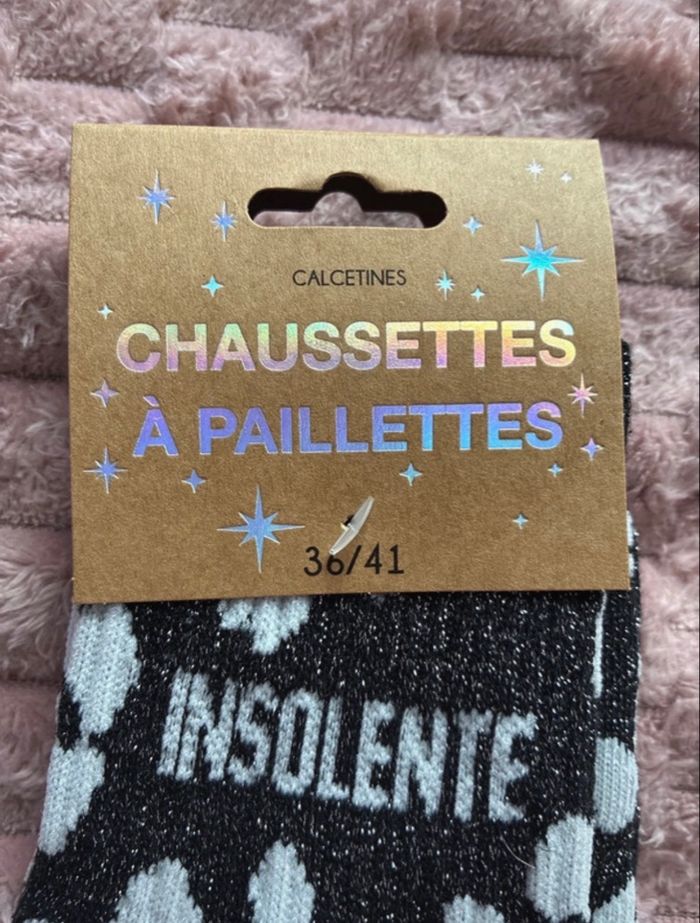 CALCETINES
CHAUSSETTES
À PAILLETTES
36/41
INSOLENTE